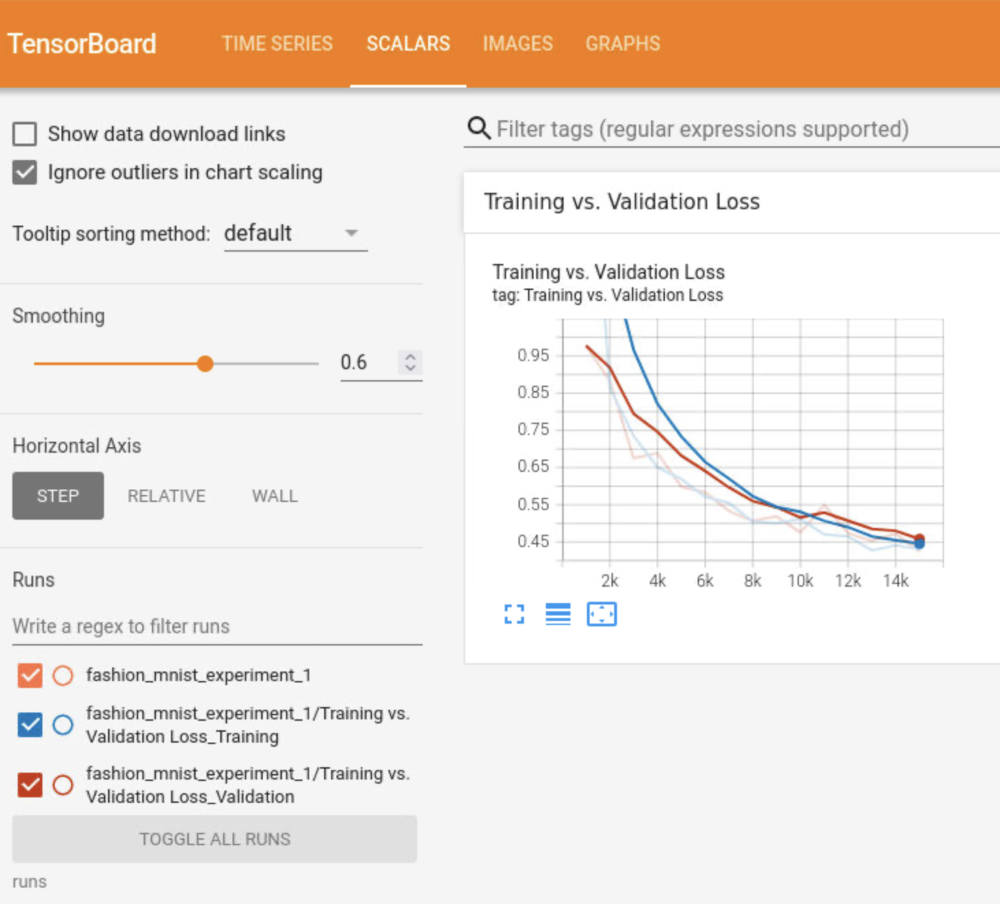 TensorBoard TIME SERIES SCALARS IMAGES GRAPHS
Show data download links
Ignore outliers in chart scaling
Tooltip sorting method: default
Smoothing
0.6
Horizontal Axis
STEP RELATIVE WALL
Runs
Write a regex to filter runs
fashion_mnist_experiment_1
fashion_mnist_experiment_1/Training vs.
Validation Loss_Training
fashion_mnist_experiment_1/Training vs.
Validation Loss_Validation
TOGGLE ALL RUNS
runs
Filter tags (regular expressions supported)
Training vs. Validation Loss
Training vs. Validation Loss
tag: Training vs. Validation Loss
0.95
0.85
0.75
0.65
0.55
0.45
2k 4k 6k 8k 10k 12k 14k